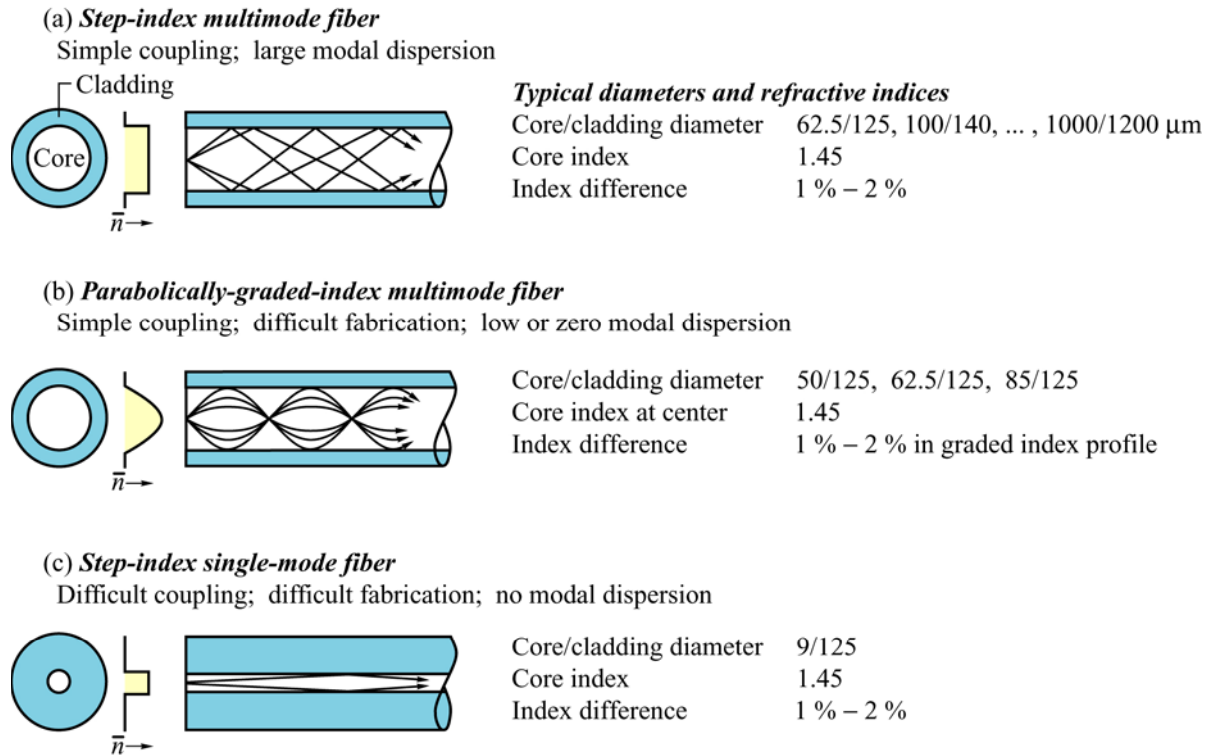 (a) Step-index multimode fiber
Simple coupling; large modal dispersion
Cladding
Core
n̅
Typical diameters and refractive indices
Core/cladding diameter 62.5/125, 100/140, ... , 1000/1200 μm
Core index 1.45
Index difference 1 % – 2 %
(b) Parabolically-graded-index multimode fiber
Simple coupling; difficult fabrication; low or zero modal dispersion
n̅
Core/cladding diameter 50/125, 62.5/125, 85/125
Core index at center 1.45
Index difference 1 % – 2 % in graded index profile
(c) Step-index single-mode fiber
Difficult coupling; difficult fabrication; no modal dispersion
n̅
Core/cladding diameter 9/125
Core index 1.45
Index difference 1 % – 2 %